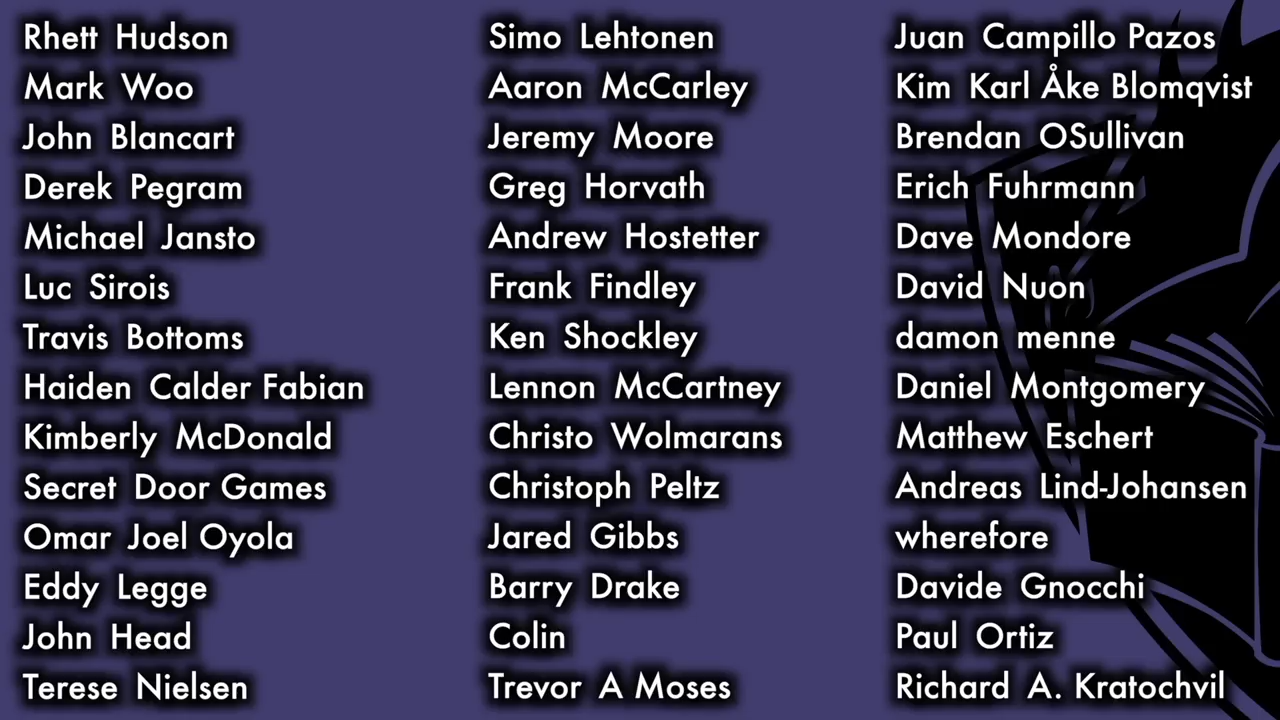 Rhett Hudson
Mark Woo
John Blancart
Derek Pegram
Michael Jansto
Luc Sirois
Travis Bottoms
Haiden Calder Fabian
Kimberly McDonald
Secret Door Games
Omar Joel Oyola
Eddy Legge
John Head
Terese Nielsen
Simo Lehtonen
Aaron McCarley
Jeremy Moore
Greg Horvath
Andrew Hostetter
Frank Findley
Ken Shockley
Lennon McCartney
Christo Wolmarans
Christoph Peltz
Jared Gibbs
Barry Drake
Colin
Trevor A Moses
Juan Campillo Pazos
Kim Karl Åke Blomqvist
Brendan OSullivan
Erich Fuhrmann
Dave Mondore
David Nuon
damon menne
Daniel Montgomery
Matthew Eschert
Andreas Lind-Johansen
wherefore
Davide Gnocchi
Paul Ortiz
Richard A. Kratochvil